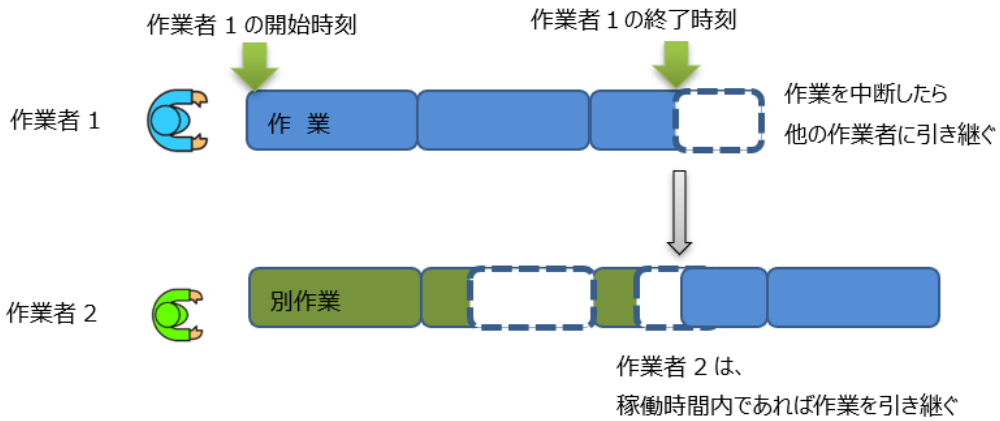 作業者1の開始時刻
作業者1の終了時刻
作業者1
作 業
作業を中断したら
他の作業者に引き継ぐ
作業者2
別作業
作業者2は、
稼働時間内であれば作業を引き継ぐ